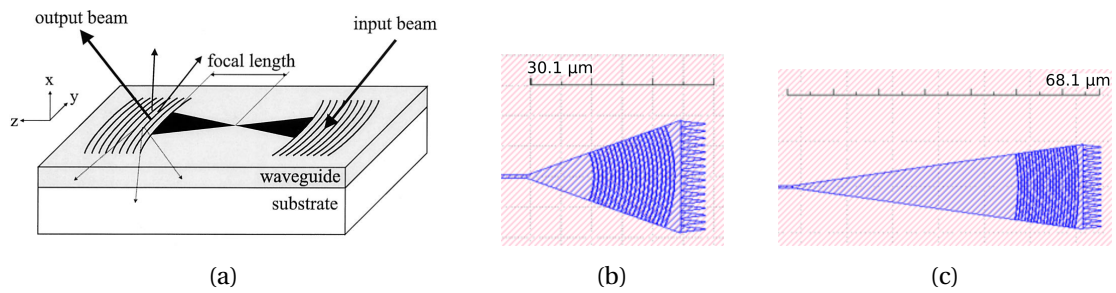 output beam
input beam
focal length
x
y
z
waveguide
substrate
30.1 µm
68.1 µm
(a)
(b)
(c)